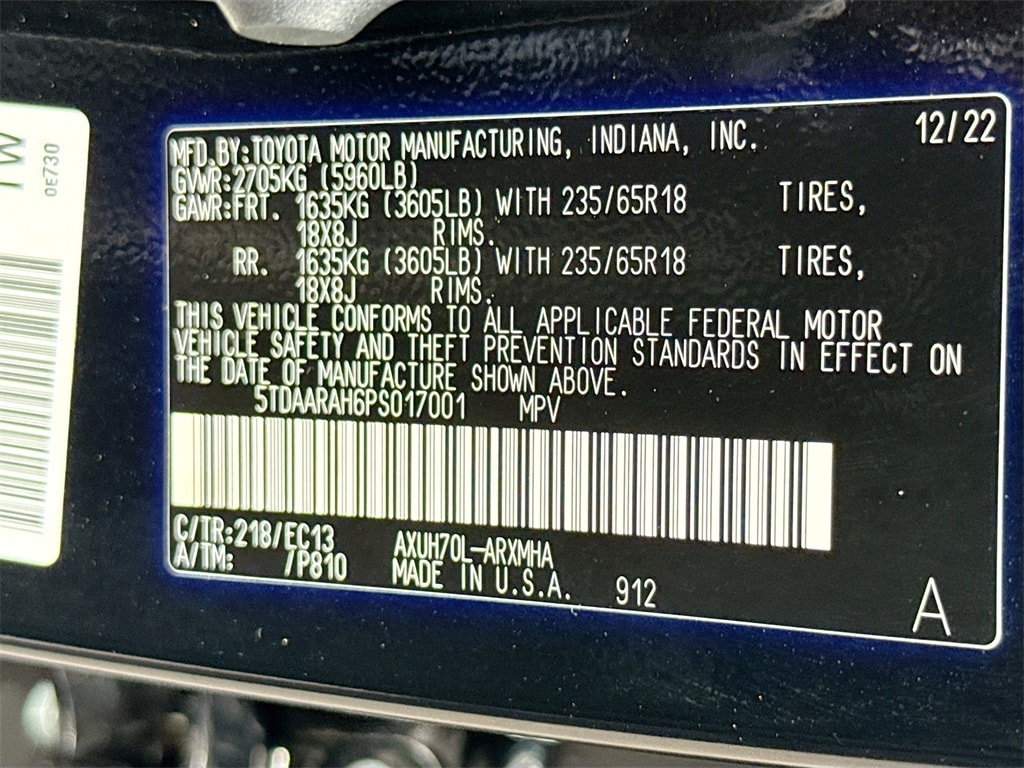 1W
0E730
12/22
MFD.BY:TOYOTA MOTOR MANUFACTURING, INDIANA, INC.
GVWR:2705KG (5960LB)
GAWR:FRT. 1635KG (3605LB) WITH 235/65R18 TIRES,
18X8J RIMS.
RR. 1635KG (3605LB) WITH 235/65R18 TIRES,
18X8J RIMS.
THIS VEHICLE CONFORMS TO ALL APPLICABLE FEDERAL MOTOR
VEHICLE SAFETY AND THEFT PREVENTION STANDARDS IN EFFECT ON
THE DATE OF MANUFACTURE SHOWN ABOVE.
5TDAARAH6PS017001 MPV
C/TR:218/EC13 AXUH70L-ARXMHA
A/TM: /P810 MADE IN U.S.A. 912
A